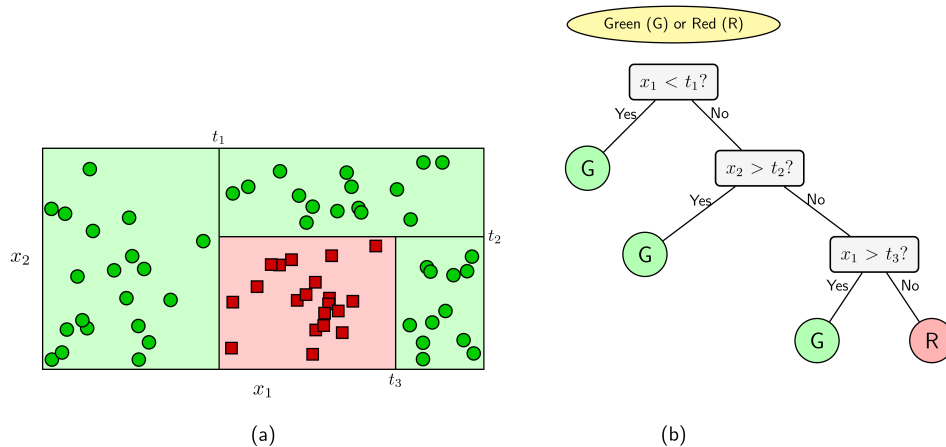 Green (G) or Red (R)
x₁ < t₁?
Yes
No
t₁
G
x₂ > t₂?
Yes
No
t₂
x₂
G
x₁ > t₃?
Yes
No
G
R
t₃
x₁
(a)
(b)